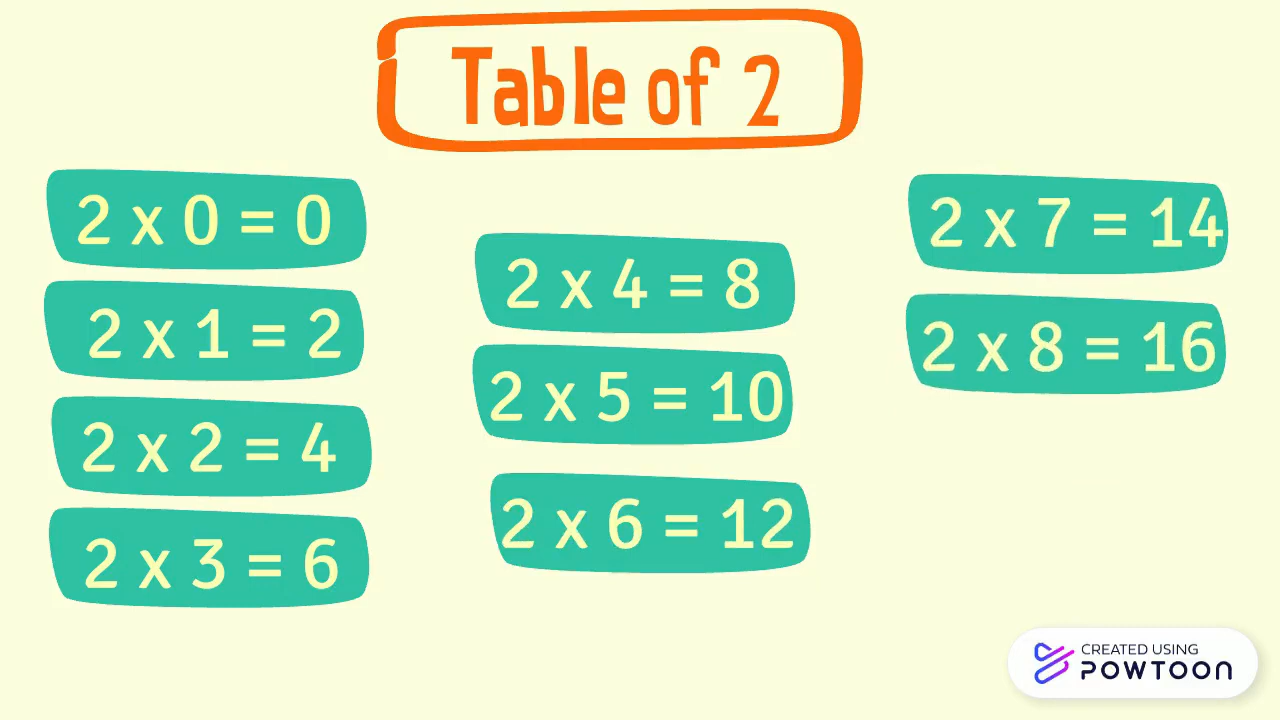 Table of 2
2 x 0 = 0
2 x 1 = 2
2 x 2 = 4
2 x 3 = 6
2 x 4 = 8
2 x 5 = 10
2 x 6 = 12
2 x 7 = 14
2 x 8 = 16
CREATED USING
POWTOON